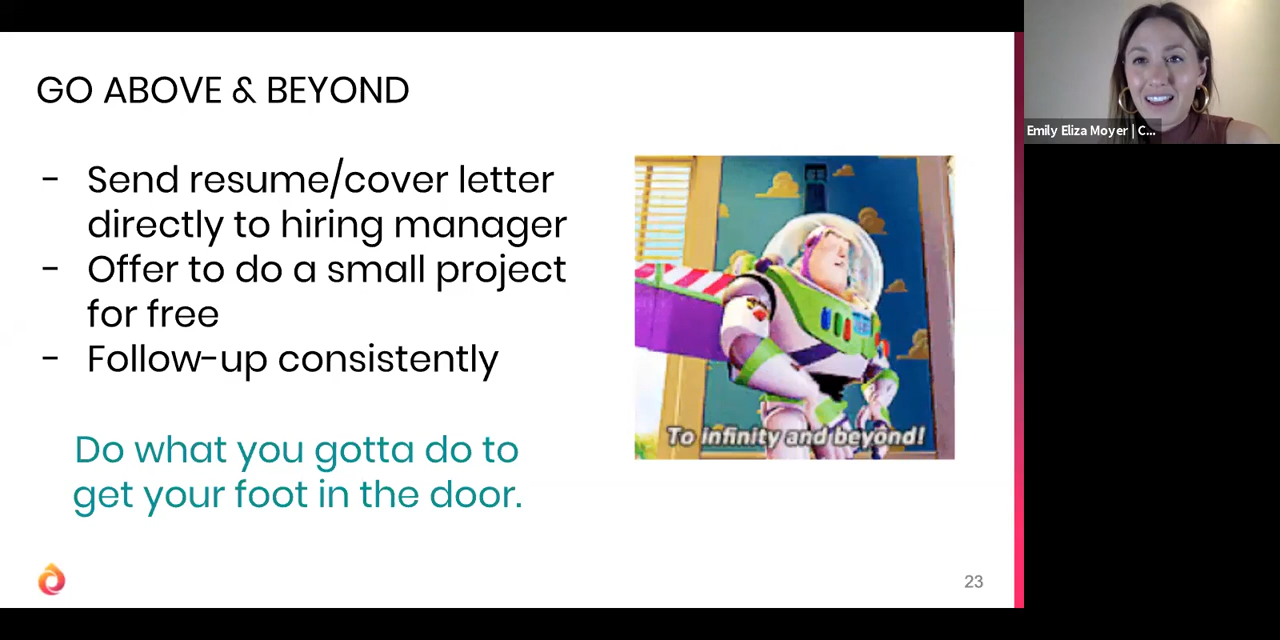 GO ABOVE & BEYOND
- Send resume/cover letter
directly to hiring manager
- Offer to do a small project
for free
- Follow-up consistently
Do what you gotta do to
get your foot in the door.
To infinity and beyond!
23
Emily Eliza Moyer | C...